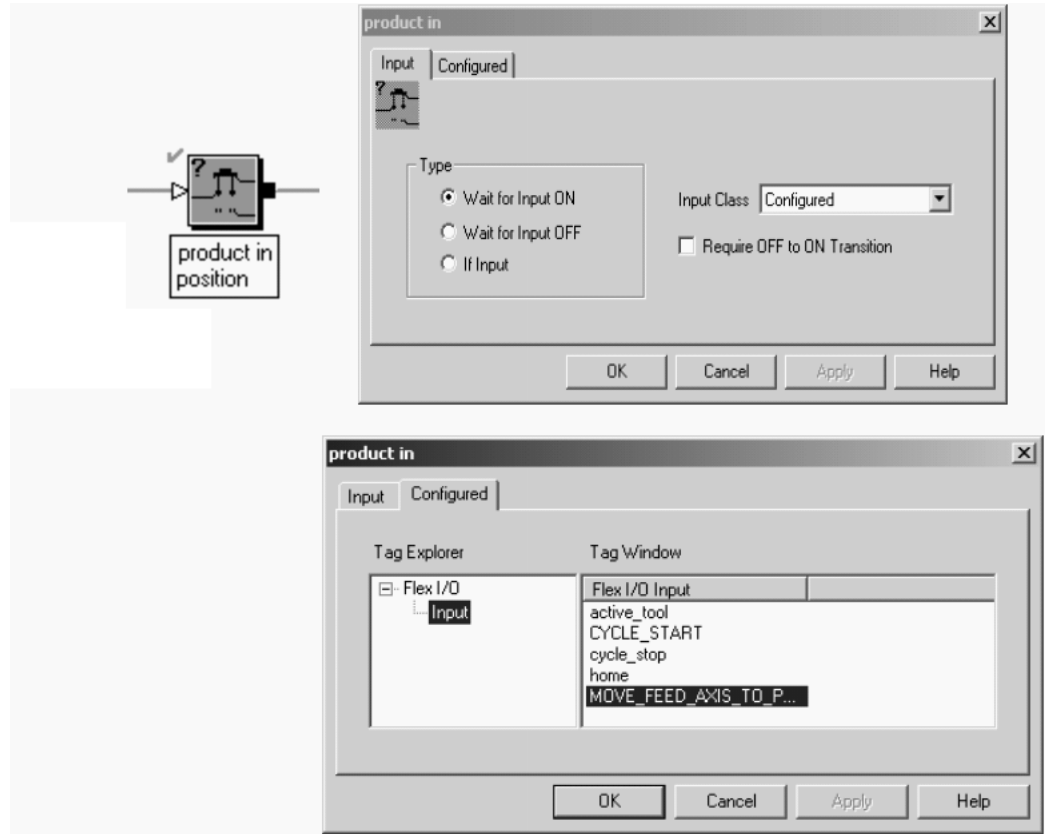 product in
Input Configured
?
Type
Wait for Input ON
Wait for Input OFF
If Input
Input Class Configured
Require OFF to ON Transition
OK Cancel Apply Help
?
product in
position
product in
Input Configured
Tag Explorer Tag Window
Flex I/O
Input
Flex I/O Input
active_tool
CYCLE_START
cycle_stop
home
MOVE_FEED_AXIS_TO_P...
OK Cancel Apply Help